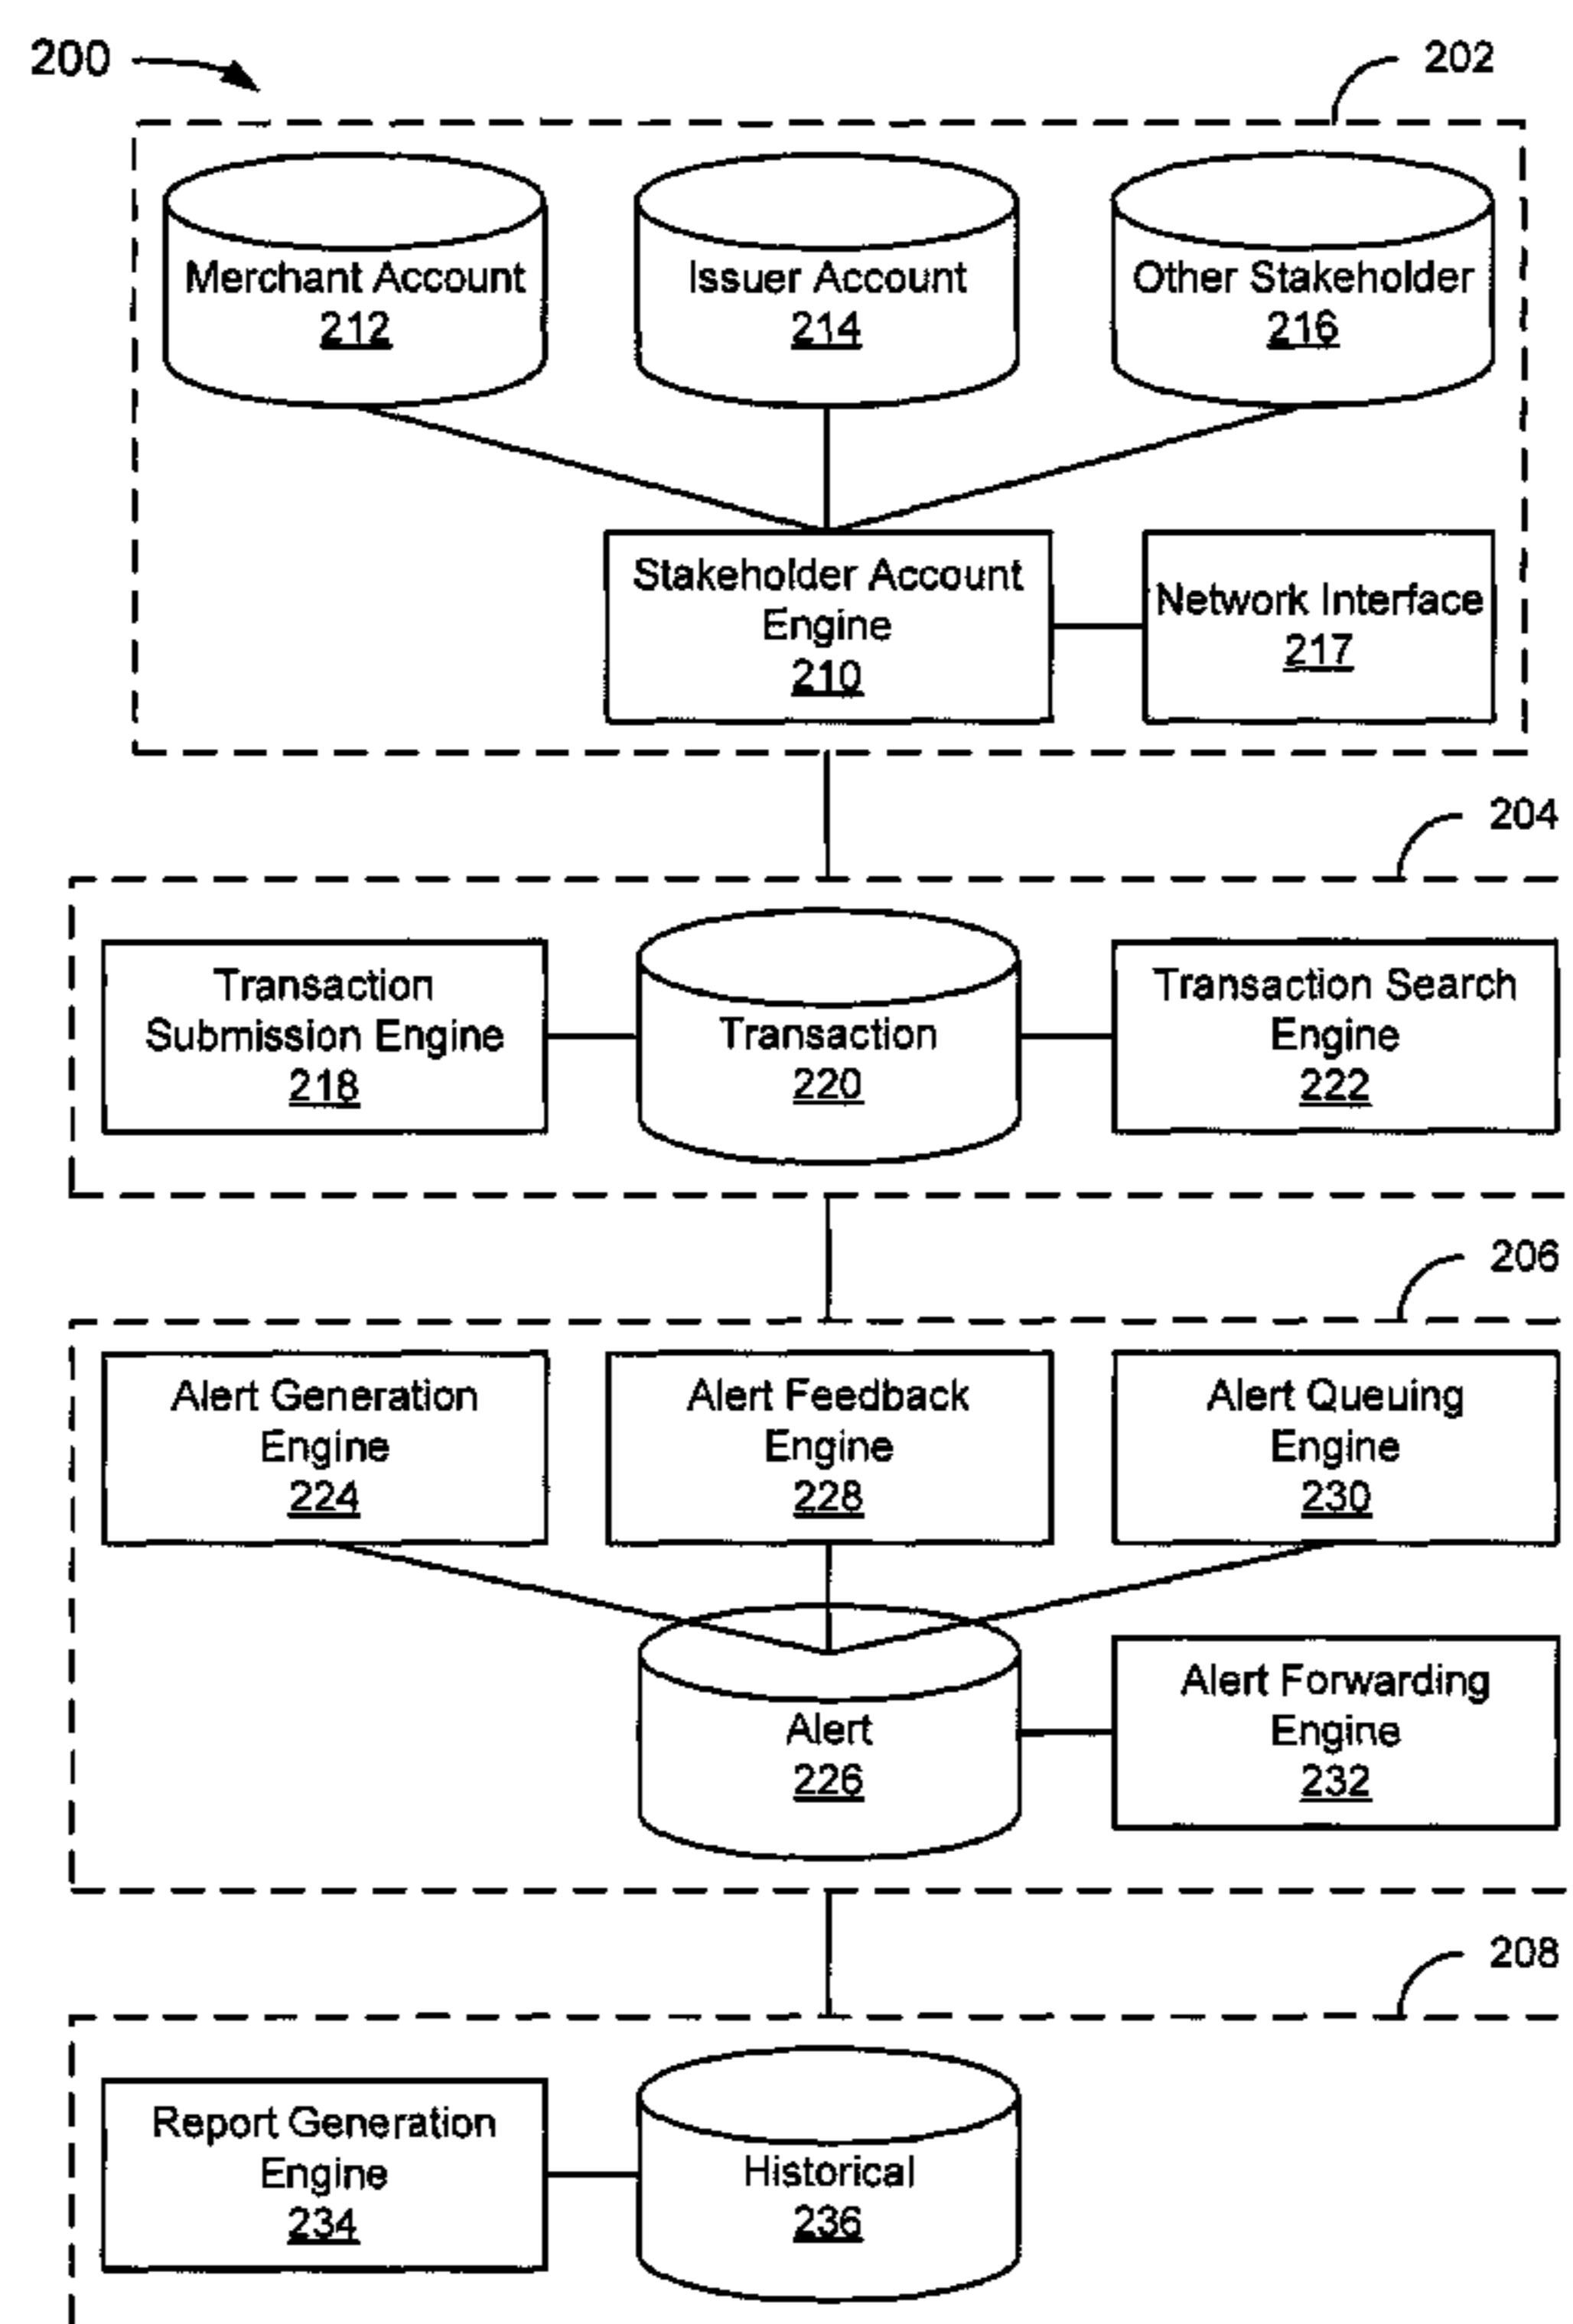 200
202
Merchant Account
212
Issuer Account
214
Other Stakeholder
216
Stakeholder Account
Engine
210
Network Interface
217
204
Transaction
Submission Engine
218
Transaction
220
Transaction Search
Engine
222
206
Alert Generation
Engine
224
Alert Feedback
Engine
228
Alert Queuing
Engine
230
Alert
226
Alert Forwarding
Engine
232
208
Report Generation
Engine
234
Historical
236